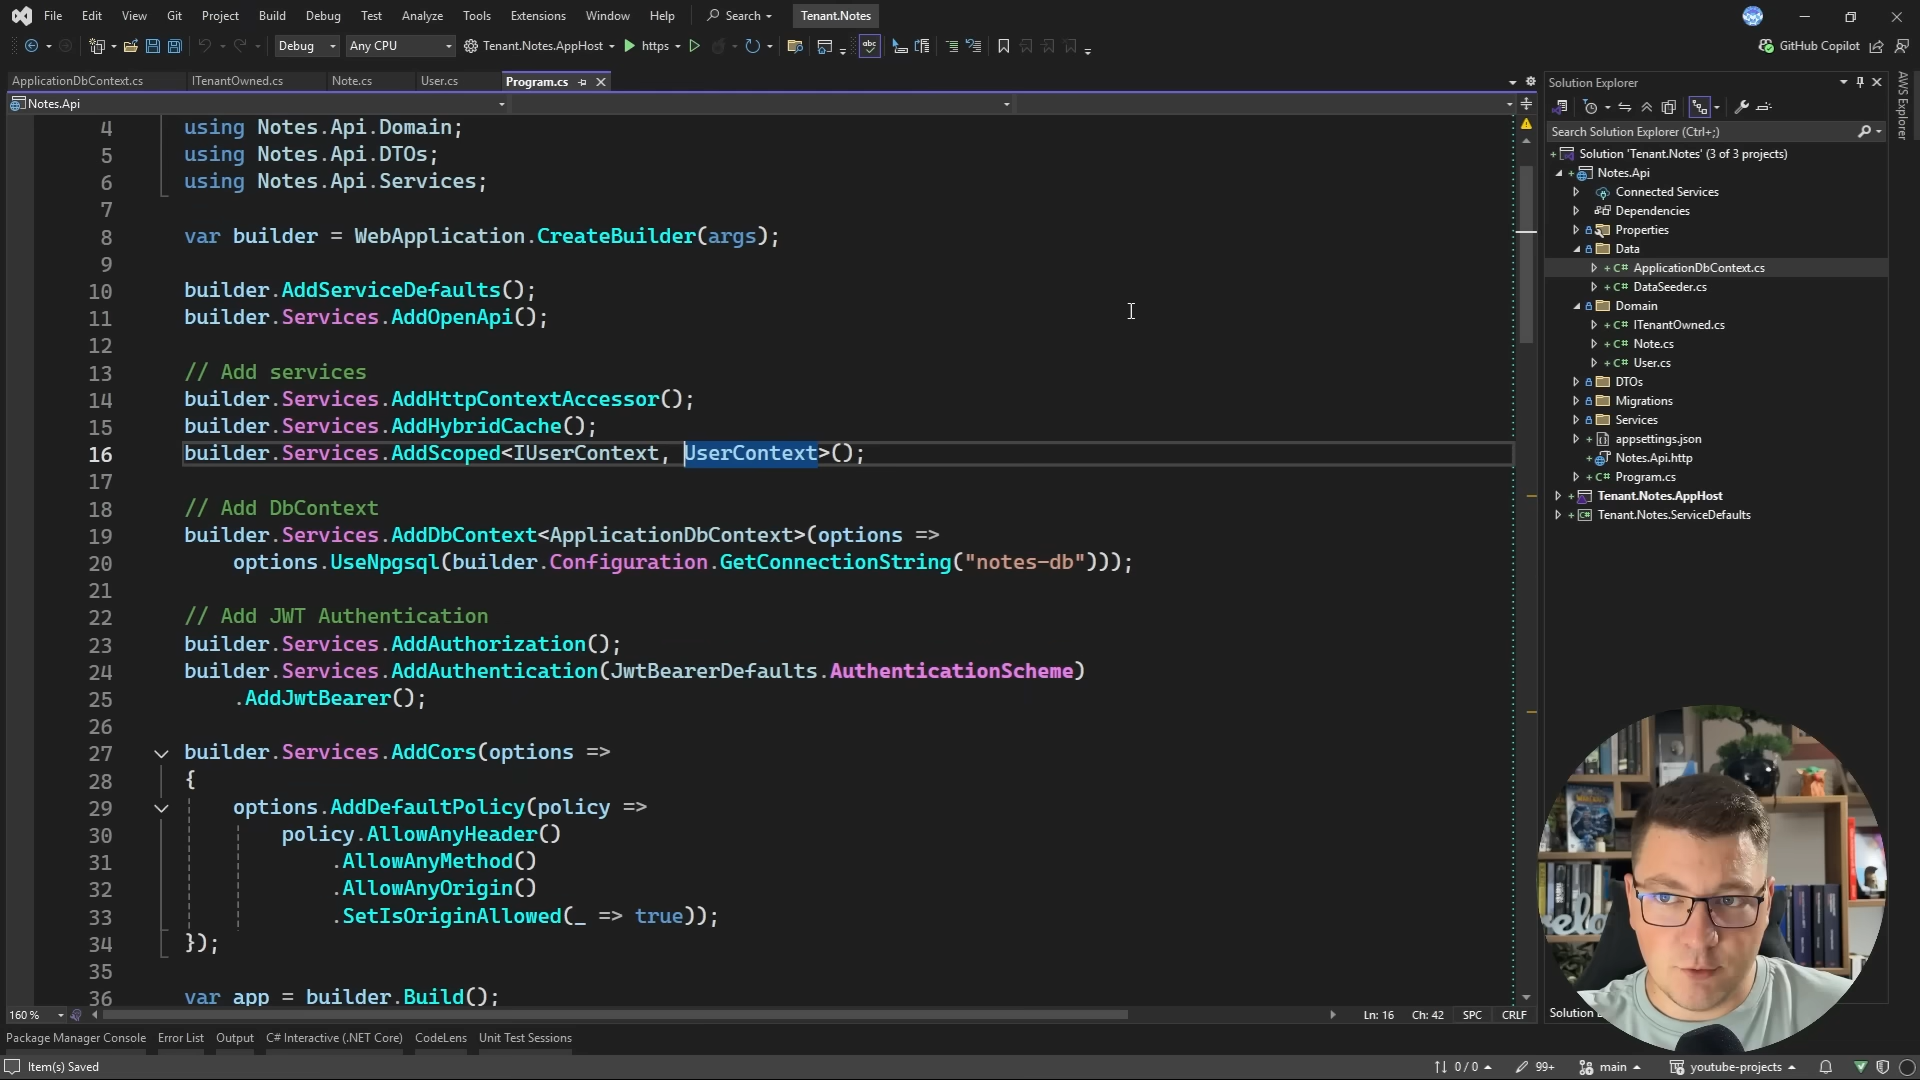 File Edit View Git Project Build Debug Test Analyze Tools Extensions Window Help Search Tenant.Notes
Debug Any CPU Tenant.Notes.AppHost https GitHub Copilot
ApplicationDbContext.cs ITenantOwned.cs Note.cs User.cs Program.cs
Notes.Api
4 using Notes.Api.Domain;
5 using Notes.Api.DTOs;
6 using Notes.Api.Services;
7
8 var builder = WebApplication.CreateBuilder(args);
9
10 builder.AddServiceDefaults();
11 builder.Services.AddOpenApi();
12
13 // Add services
14 builder.Services.AddHttpContextAccessor();
15 builder.Services.AddHybridCache();
16 builder.Services.AddScoped<IUserContext, UserContext>();
17
18 // Add DbContext
19 builder.Services.AddDbContext<ApplicationDbContext>(options =>
20 options.UseNpgsql(builder.Configuration.GetConnectionString("notes-db")));
21
22 // Add JWT Authentication
23 builder.Services.AddAuthorization();
24 builder.Services.AddAuthentication(JwtBearerDefaults.AuthenticationScheme)
25 .AddJwtBearer();
26
27 builder.Services.AddCors(options =>
28 {
29 options.AddDefaultPolicy(policy =>
30 policy.AllowAnyHeader()
31 .AllowAnyMethod()
32 .AllowAnyOrigin()
33 .SetIsOriginAllowed(_ => true));
34 });
35
36 var app = builder.Build();
160 % Ln: 16 Ch: 42 SPC CRLF
Solution Explorer
Search Solution Explorer (Ctrl+;)
Solution 'Tenant.Notes' (3 of 3 projects)
Notes.Api
Connected Services
Dependencies
Properties
Data
C# ApplicationDbContext.cs
C# DataSeeder.cs
Domain
C# ITenantOwned.cs
C# Note.cs
C# User.cs
DTOs
Migrations
Services
appsettings.json
Notes.Api.http
C# Program.cs
Tenant.Notes.AppHost
Tenant.Notes.ServiceDefaults
AWS Explorer
Solution
Package Manager Console Error List Output C# Interactive (.NET Core) CodeLens Unit Test Sessions
Item(s) Saved 0 / 0 99+ main youtube-projects